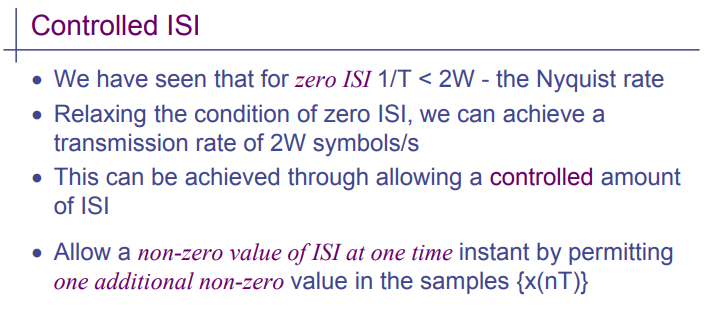 Controlled ISI
• We have seen that for zero ISI 1/T < 2W - the Nyquist rate
• Relaxing the condition of zero ISI, we can achieve a
transmission rate of 2W symbols/s
• This can be achieved through allowing a controlled amount
of ISI
• Allow a non-zero value of ISI at one time instant by permitting
one additional non-zero value in the samples {x(nT)}